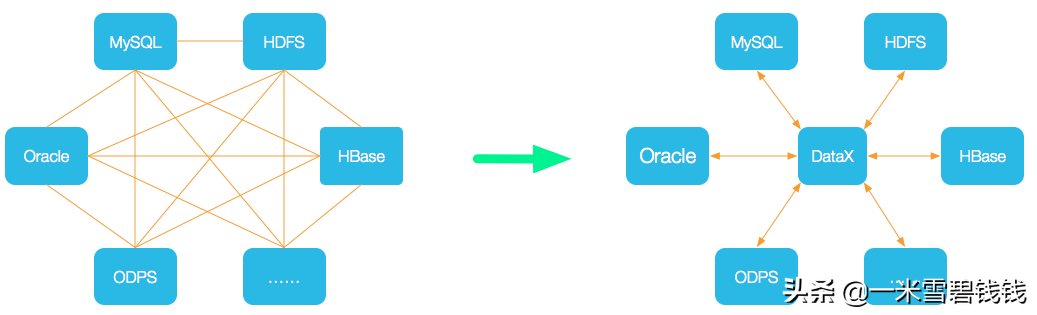 MySQL HDFS
Oracle HBase
ODPS ……
MySQL HDFS
Oracle DataX HBase
ODPS ……
头条 @一米雪碧钱钱